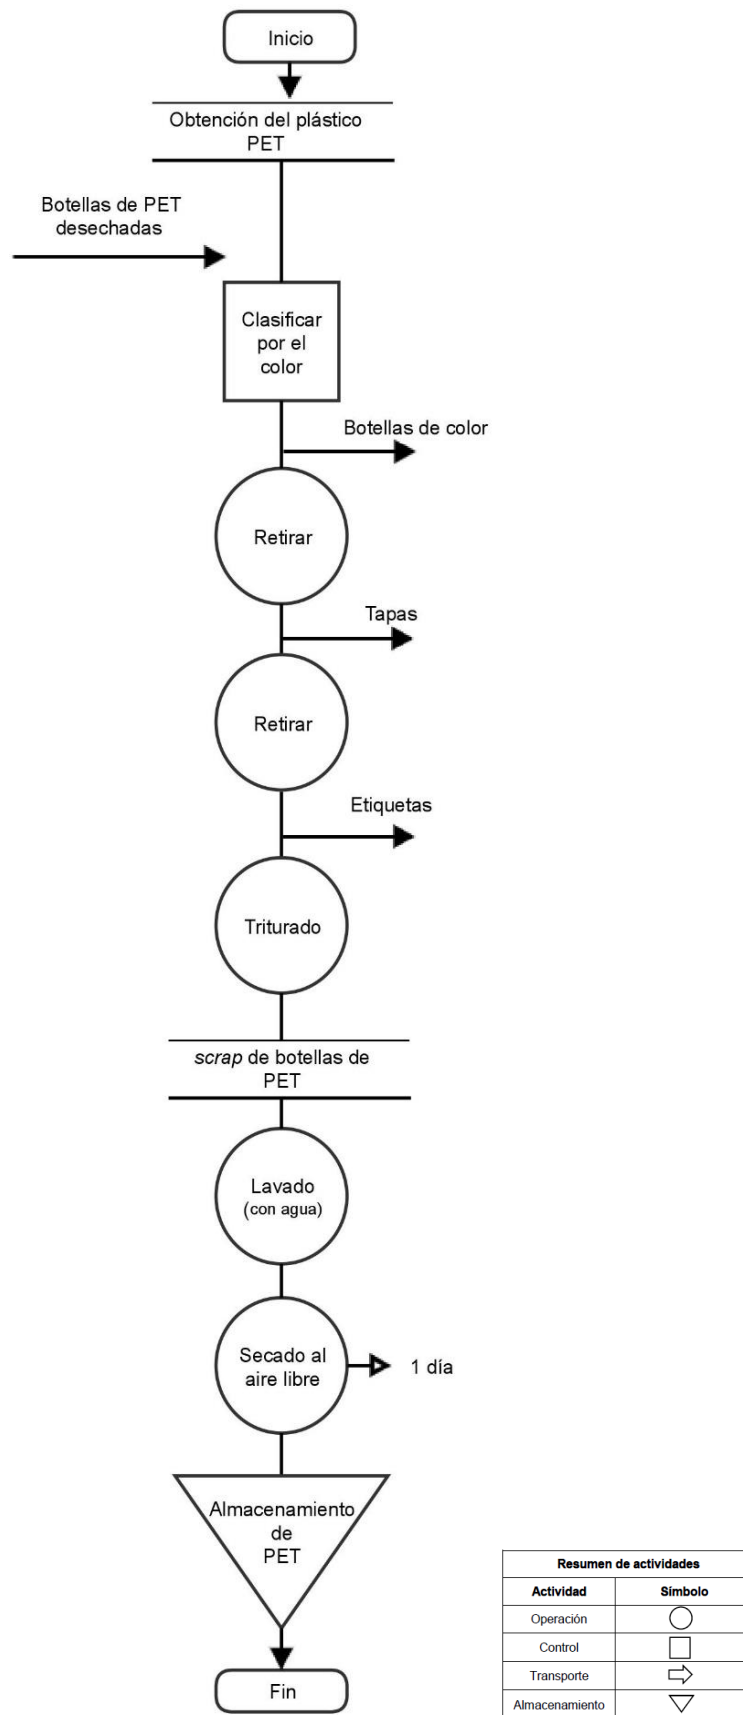 Inicio
Obtención del plástico
PET
Botellas de PET
desechadas
Clasificar
por el
color
Botellas de color
Retirar
Tapas
Retirar
Etiquetas
Triturado
scrap de botellas de
PET
Lavado
(con agua)
Secado al
aire libre
1 día
Almacenamiento
de
PET
Fin
Resumen de actividades
Actividad Símbolo
Operación
Control
Transporte
Almacenamiento